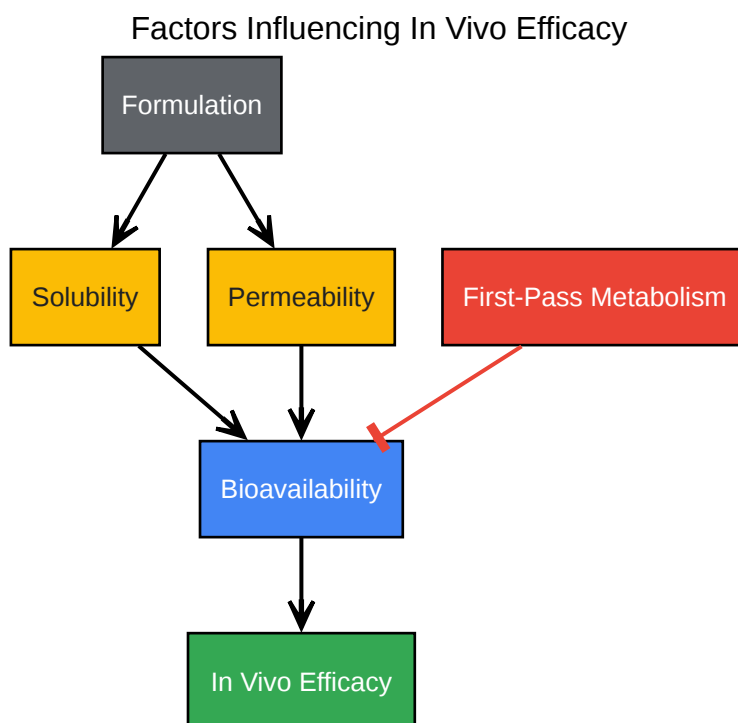 Factors Influencing In Vivo Efficacy
Formulation
Solubility
Permeability
First-Pass Metabolism
Bioavailability
In Vivo Efficacy